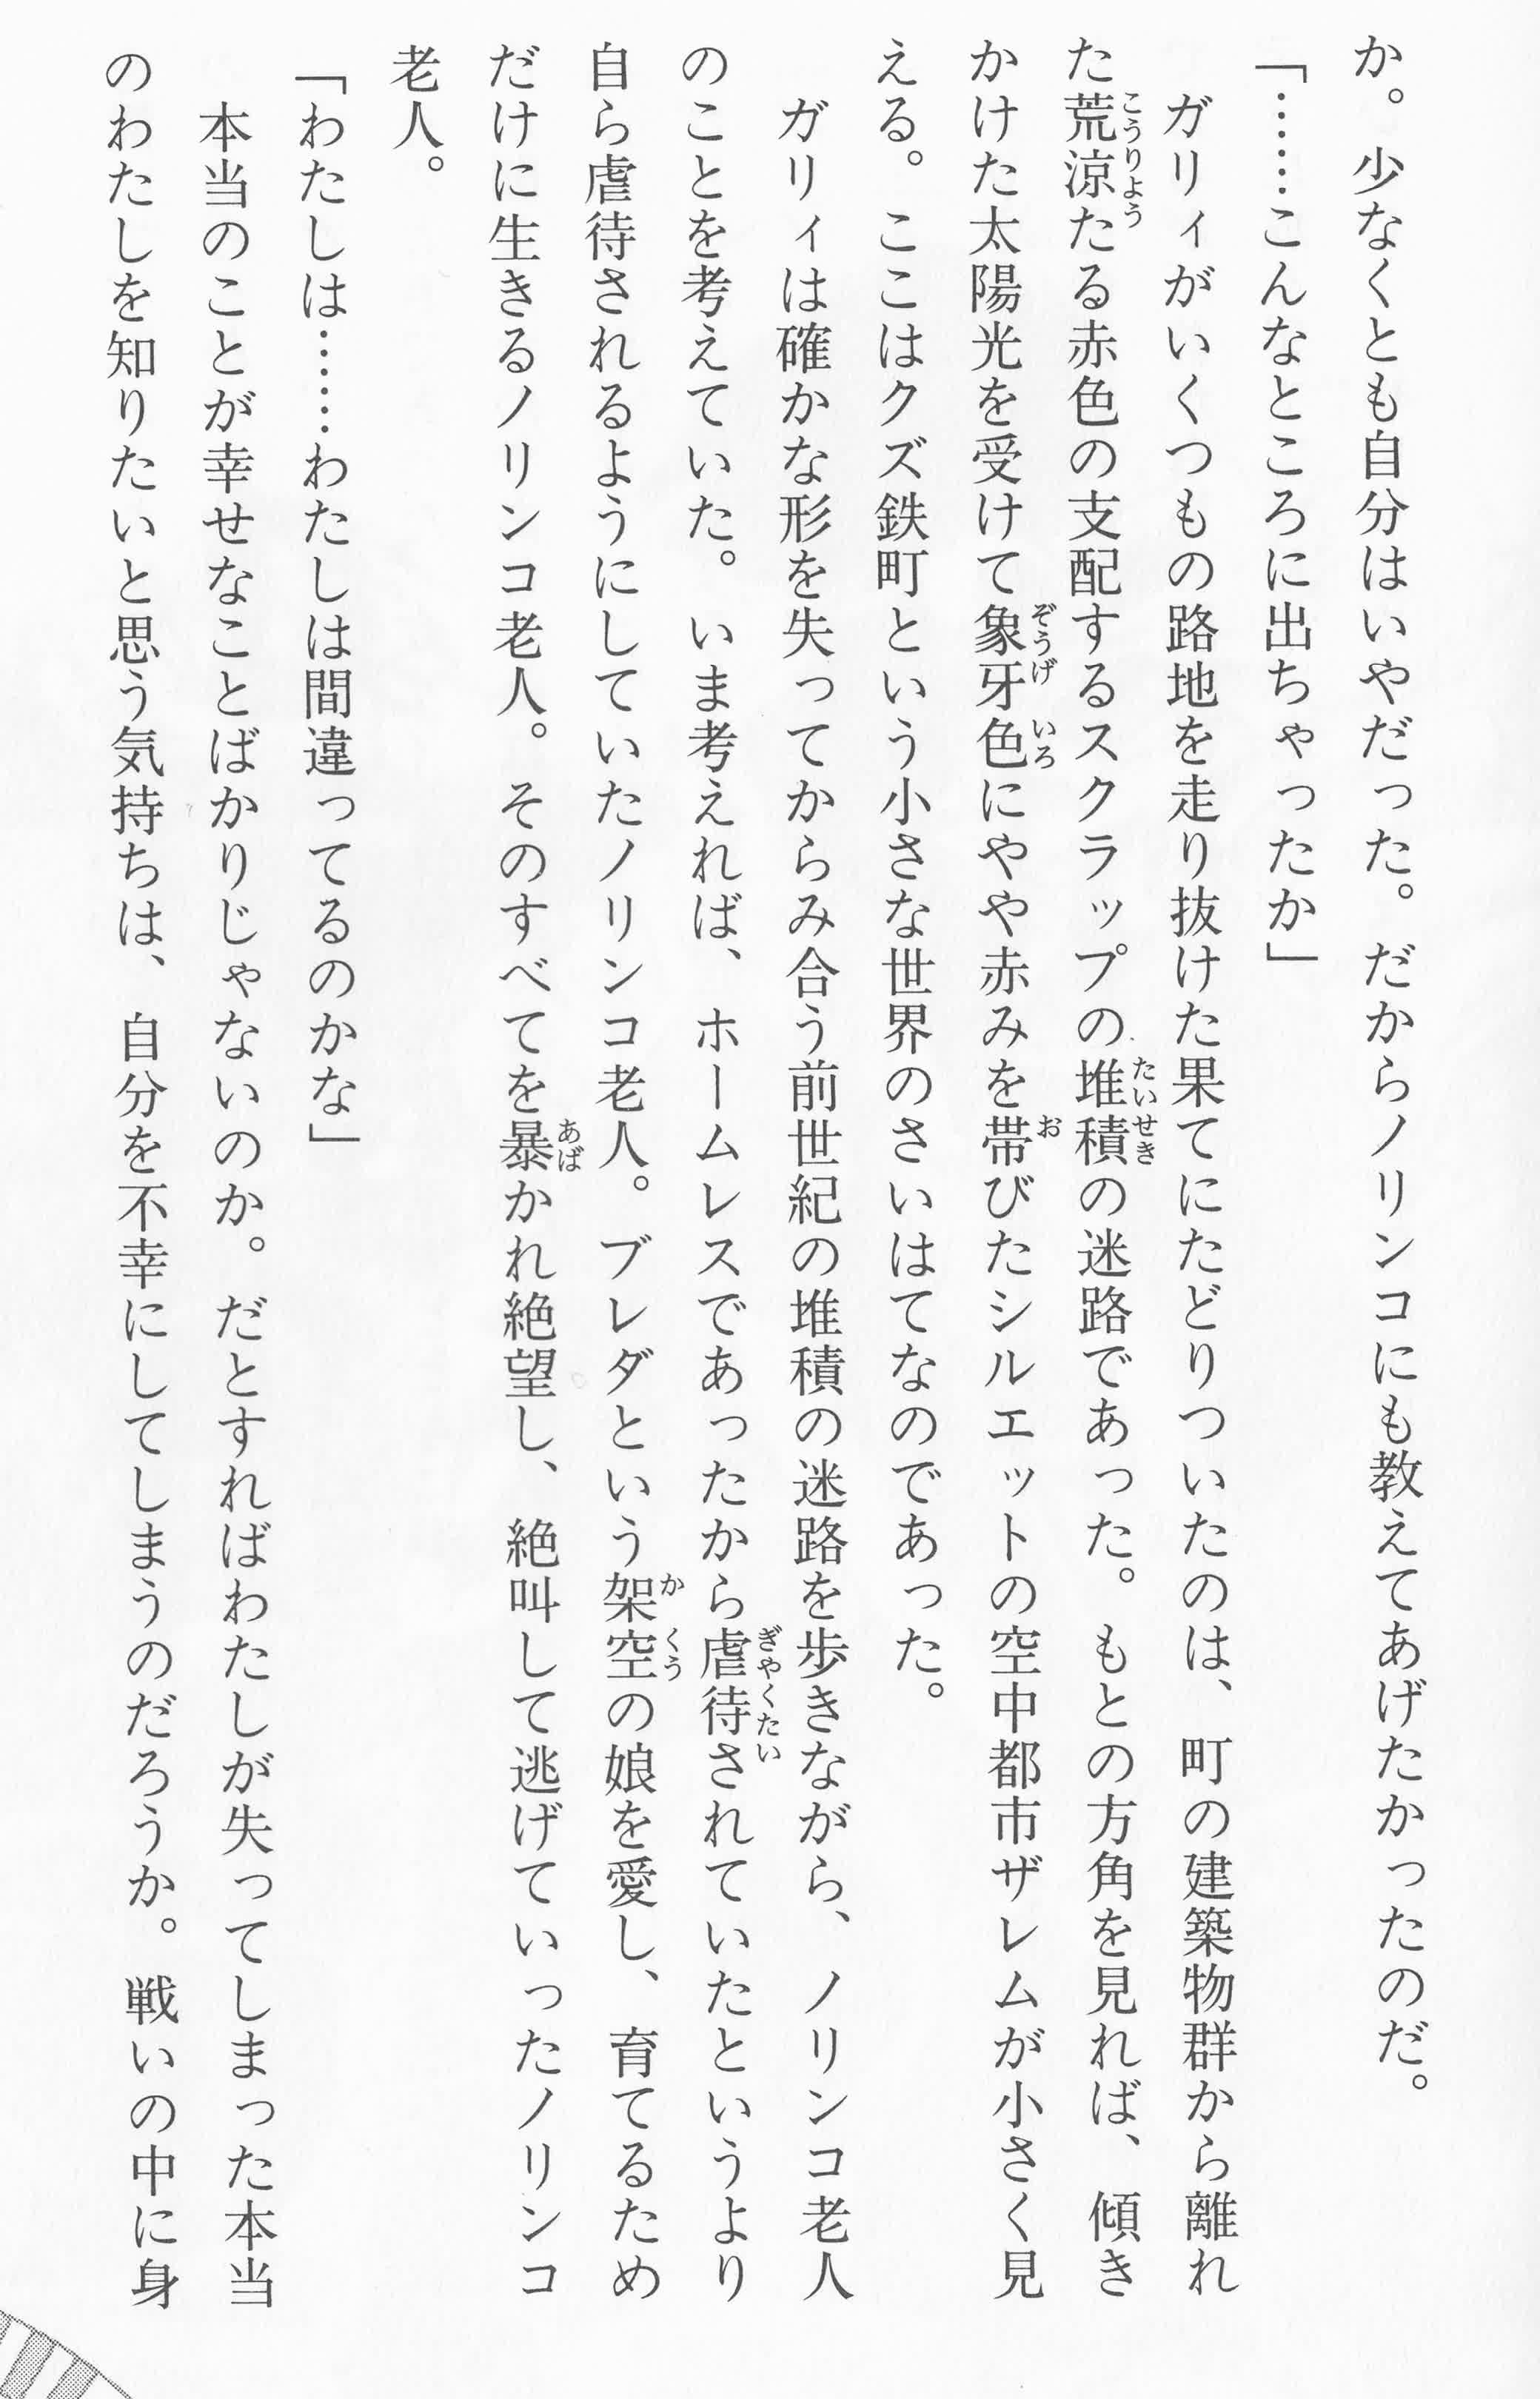 か。少なくとも自分はいやだった。だからノリンコにも教えてあげたかったのだ。
「……こんなところに出ちゃったか」
ガリィがいくつもの路地を走り抜けた果てにたどりついたのは、町の建築物群から離れ
た荒涼たる赤色の支配するスクラップの堆積の迷路であった。もとの方角を見れば、傾き
かけた太陽光を受けて象牙色にやや赤みを帯びたシルエットの空中都市ザレムが小さく見
える。ここはクズ鉄町という小さな世界のさいはてなのであった。
ガリィは確かな形を失ってからみ合う前世紀の堆積の迷路を歩きながら、ノリンコ老人
のことを考えていた。いま考えれば、ホームレスであったから虐待されていたというより
自ら虐待されるようにしていたノリンコ老人。ブレダという架空の娘を愛し、育てるため
だけに生きるノリンコ老人。そのすべてを暴かれ絶望し、絶叫して逃げていったノリンコ
老人。
「わたしは……わたしは間違ってるのかな」
本当のことが幸せなことばかりじゃないのか。だとすればわたしが失ってしまった本当
のわたしを知りたいと思う気持ちは、自分を不幸にしてしまうのだろうか。戦いの中に身